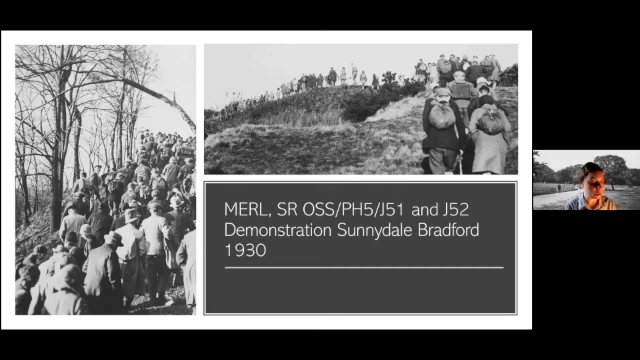 MERL, SR OSS/PH5/J51 and J52
Demonstration Sunnydale Bradford
1930